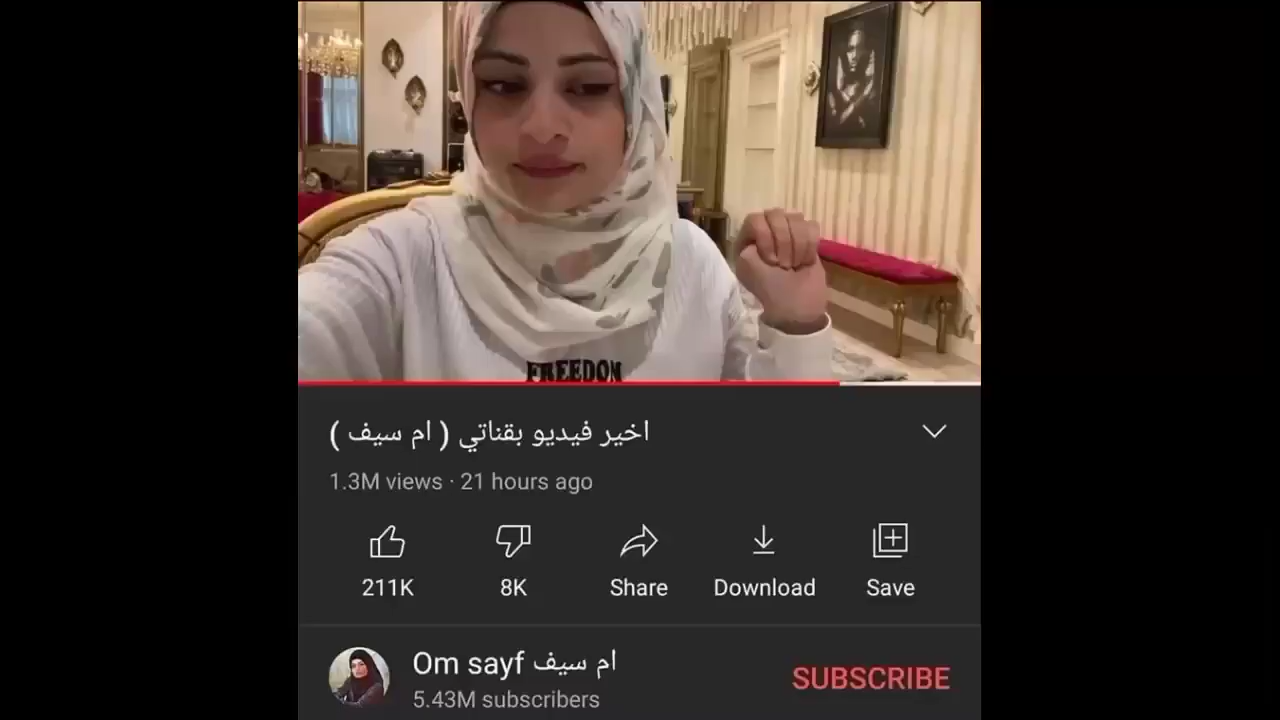 FREEDOM
اخير فيديو بقناتي ( ام سيف )
1.3M views · 21 hours ago
211K
8K
Share
Download
Save
Om sayf ام سيف
5.43M subscribers
SUBSCRIBE